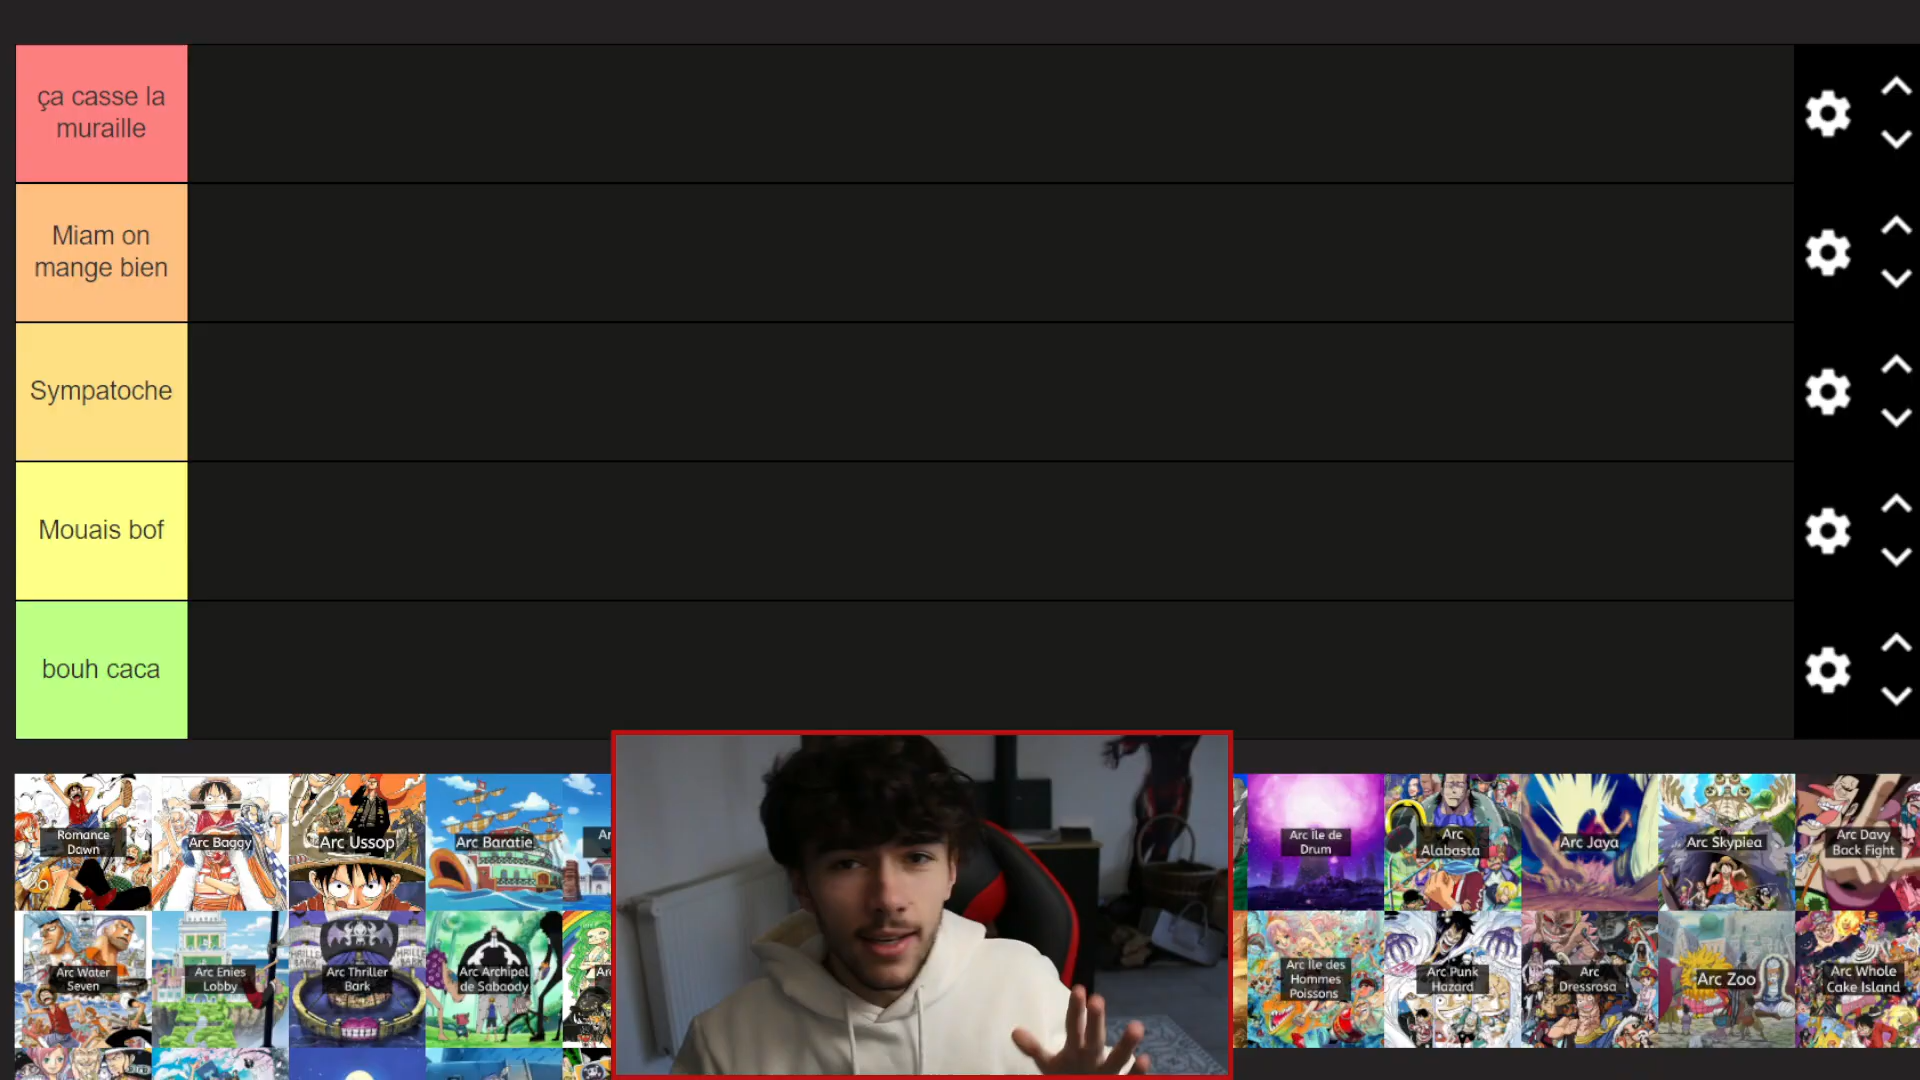 ça casse la
muraille
Miam on
mange bien
Sympatoche
Mouais bof
bouh caca
Romance
Dawn
Arc Baggy
Arc Ussop
Arc Baratie
Ar
Arc Île de
Drum
Arc
Alabasta
Arc Jaya
Arc Skypiea
Arc Davy
Back Fight
Arc Water
Seven
Arc Enies
Lobby
Arc Thriller
Bark
Arc Archipel
de Sabaody
Arc Île des
Hommes
Poissons
Arc Punk
Hazard
Arc
Dressrosa
Arc Zoo
Arc Whole
Cake Island